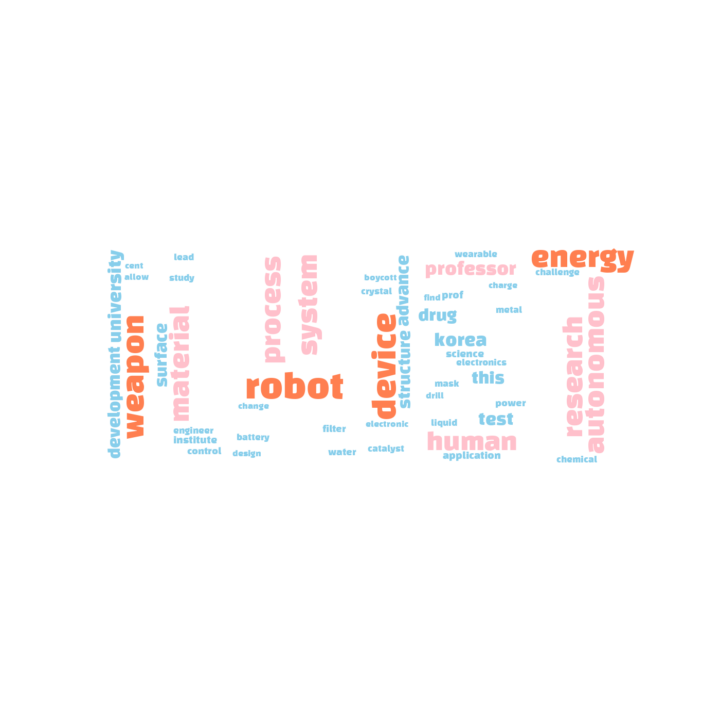 development university
weapon
cent
allow
surface
material
lead
study
engineer
institute
control
process
system
robot
change
battery
design
filter
water
boycott
crystal
device
structure advance
electronic
catalyst
wearable
professor
charge
find prof
drug
metal
korea
science
electronics
this
mask
drill
power
test
liquid
human
application
energy
challenge
research
autonomous
chemical